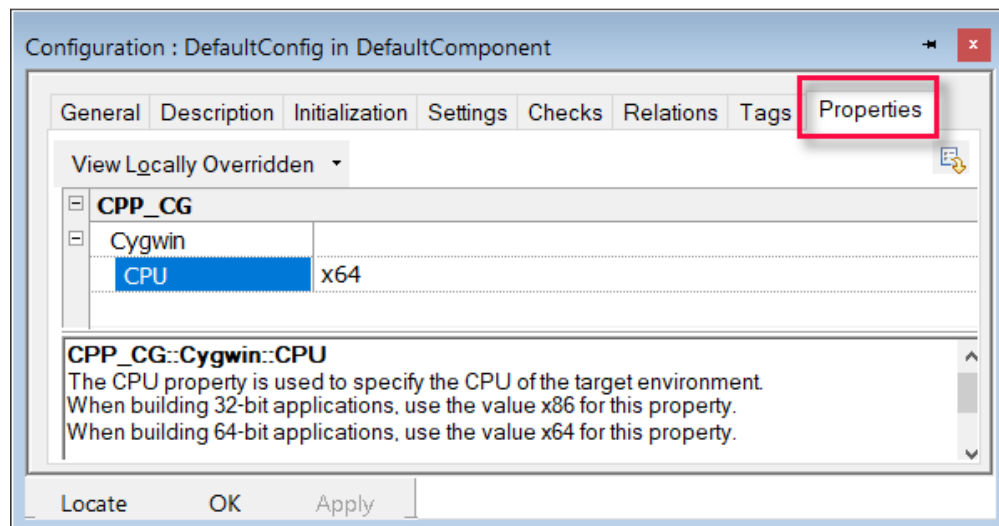 Configuration : DefaultConfig in DefaultComponent
General Description Initialization Settings Checks Relations Tags Properties
View Locally Overridden
CPP_CG
Cygwin
CPU x64
CPP_CG::Cygwin::CPU
The CPU property is used to specify the CPU of the target environment.
When building 32-bit applications, use the value x86 for this property.
When building 64-bit applications, use the value x64 for this property.
Locate OK Apply